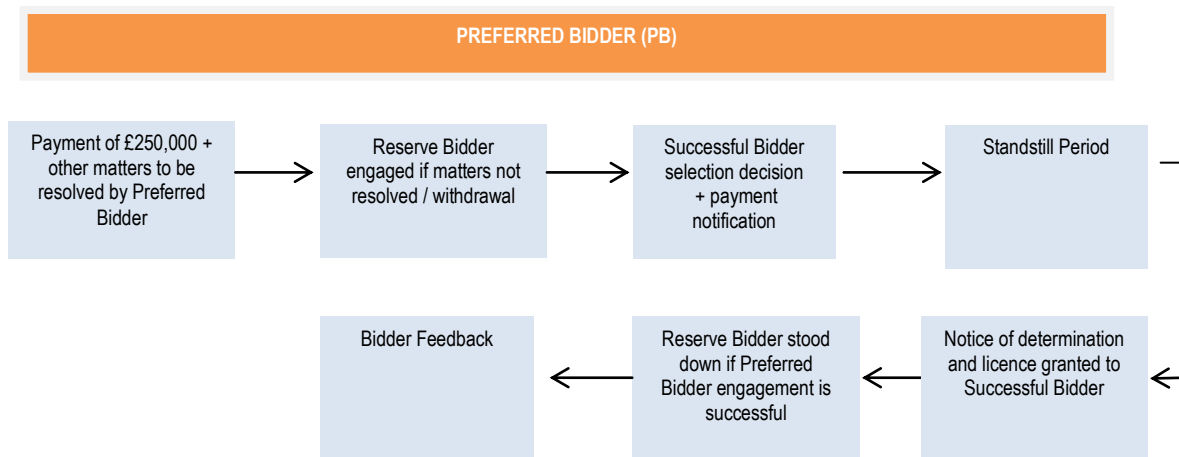 PREFERRED BIDDER (PB)
Payment of £250,000 +
other matters to be
resolved by Preferred
Bidder
Reserve Bidder
engaged if matters not
resolved / withdrawal
Successful Bidder
selection decision
+ payment
notification
Standstill Period
Notice of determination
and licence granted to
Successful Bidder
Reserve Bidder stood
down if Preferred
Bidder engagement is
successful
Bidder Feedback